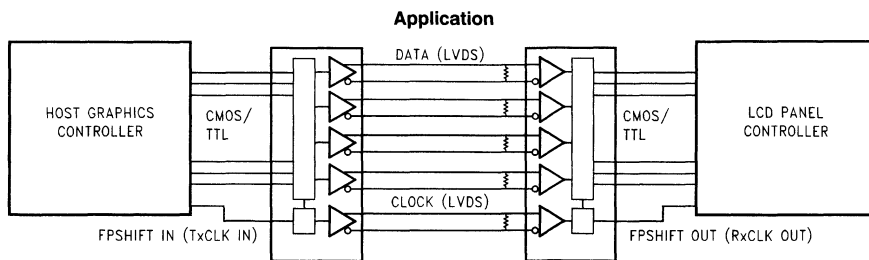 Application
DATA (LVDS)
HOST GRAPHICS
CONTROLLER
CMOS/
TTL
CMOS/
TTL
LCD PANEL
CONTROLLER
CLOCK (LVDS)
FPSHIFT IN (TxCLK IN)
FPSHIFT OUT (RxCLK OUT)